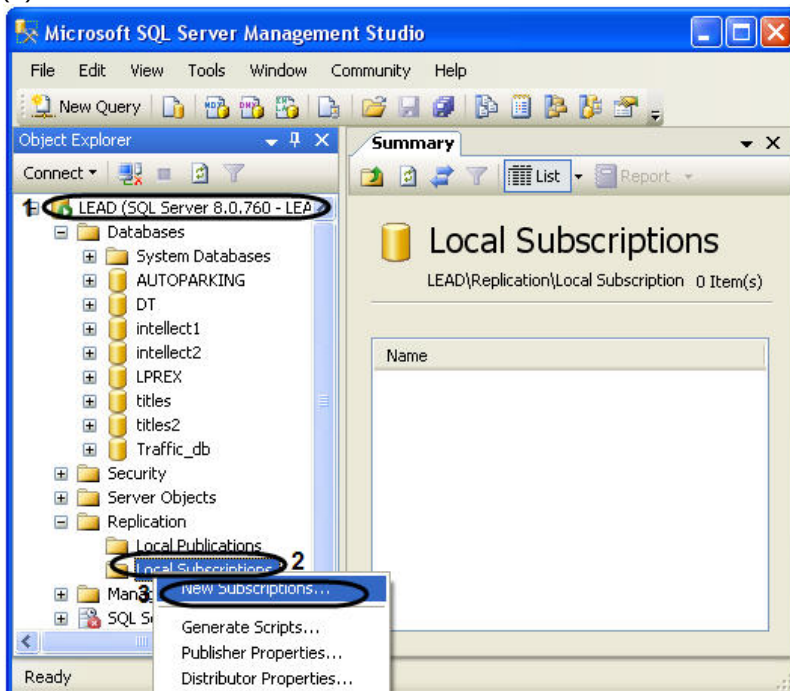 Microsoft SQL Server Management Studio
File Edit View Tools Window Community Help
New Query
Object Explorer
Connect
1 LEAD (SQL Server 8.0.760 - LEA
Databases
System Databases
AUTOPARKING
DT
intellect1
intellect2
LPREX
titles
titles2
Traffic_db
Security
Server Objects
Replication
Local Publications
Local Subscriptions 2
Mana
SQL S
3 New Subscriptions...
Generate Scripts...
Publisher Properties...
Distributor Properties...
Ready
Summary
List Report
Local Subscriptions
LEAD\Replication\Local Subscription 0 Item(s)
Name